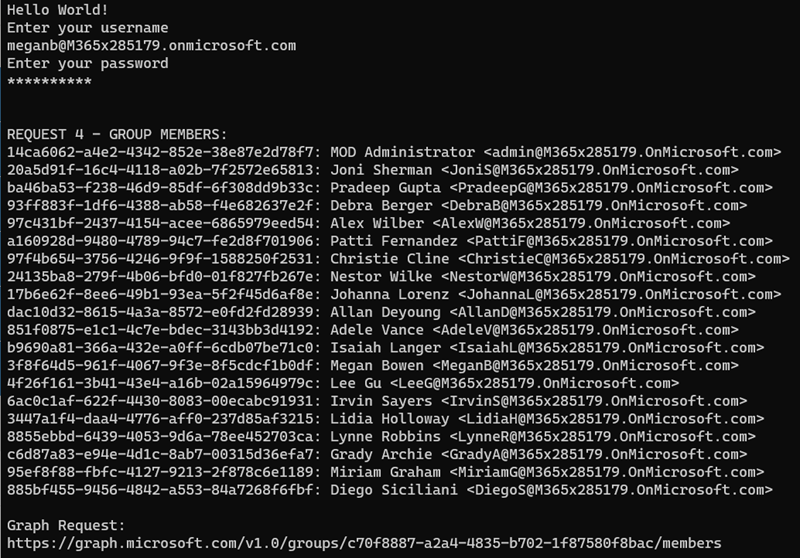 Hello World!
Enter your username
meganb@M365x285179.onmicrosoft.com
Enter your password
**********
REQUEST 4 - GROUP MEMBERS:
14ca6062-a4e2-4342-852e-38e87e2d78f7: MOD Administrator <admin@M365x285179.OnMicrosoft.com>
20a5d91f-16c4-4118-a02b-7f2572e65813: Joni Sherman <JoniS@M365x285179.OnMicrosoft.com>
ba46ba53-f238-46d9-85df-6f308dd9b33c: Pradeep Gupta <PradeepG@M365x285179.OnMicrosoft.com>
93ff883f-1df6-4388-ab58-f4e682637e2f: Debra Berger <DebraB@M365x285179.OnMicrosoft.com>
97c431bf-2437-4154-acee-6865979eed54: Alex Wilber <AlexW@M365x285179.OnMicrosoft.com>
a160928d-9480-4789-94c7-fe2d8f701906: Patti Fernandez <PattiF@M365x285179.OnMicrosoft.com>
97f4b654-3756-4246-9f9f-1588250f2531: Christie Cline <ChristieC@M365x285179.OnMicrosoft.com>
24135ba8-279f-4b06-bfd0-01f827fb267e: Nestor Wilke <NestorW@M365x285179.OnMicrosoft.com>
17b6e62f-8ee6-49b1-93ea-5f2f45d6af8e: Johanna Lorenz <JohannaL@M365x285179.OnMicrosoft.com>
dac10d32-8615-4a3a-8572-e0fd2fd28939: Allan Deyoung <AllanD@M365x285179.OnMicrosoft.com>
851f0875-e1c1-4c7e-bdec-3143bb3d4192: Adele Vance <AdeleV@M365x285179.OnMicrosoft.com>
b9690a81-366a-432e-a0ff-6cdb07be71c0: Isaiah Langer <IsaiahL@M365x285179.OnMicrosoft.com>
3f8f64d5-961f-4067-9f3e-8f5cdcf1b0df: Megan Bowen <MeganB@M365x285179.OnMicrosoft.com>
4f26f161-3b41-43e4-a16b-02a15964979c: Lee Gu <LeeG@M365x285179.OnMicrosoft.com>
6ac0c1af-622f-4430-8083-00ecabc91931: Irvin Sayers <IrvinS@M365x285179.OnMicrosoft.com>
3447a1f4-daa4-4776-aff0-237d85af3215: Lidia Holloway <LidiaH@M365x285179.OnMicrosoft.com>
8855ebbd-6439-4053-9d6a-78ee452703ca: Lynne Robbins <LynneR@M365x285179.OnMicrosoft.com>
c6d87a83-e94e-4d1c-8ab7-00315d36efa7: Grady Archie <GradyA@M365x285179.OnMicrosoft.com>
95ef8f88-fbfc-4127-9213-2f878c6e1189: Miriam Graham <MiriamG@M365x285179.OnMicrosoft.com>
885bf455-9456-4842-a553-84a7268f6fbf: Diego Siciliani <DiegoS@M365x285179.OnMicrosoft.com>
Graph Request:
https://graph.microsoft.com/v1.0/groups/c70f8887-a2a4-4835-b702-1f87580f8bac/members